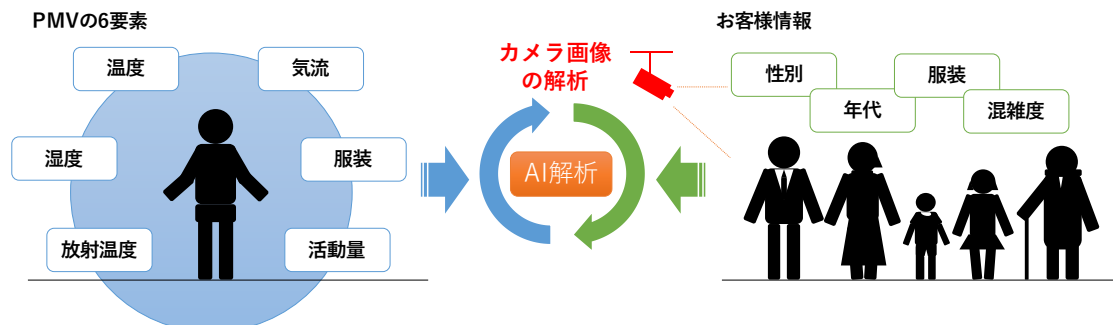 PMVの6要素
温度
気流
湿度
服装
放射温度
活動量
カメラ画像
の解析
AI解析
お客様情報
性別
服装
年代
混雑度